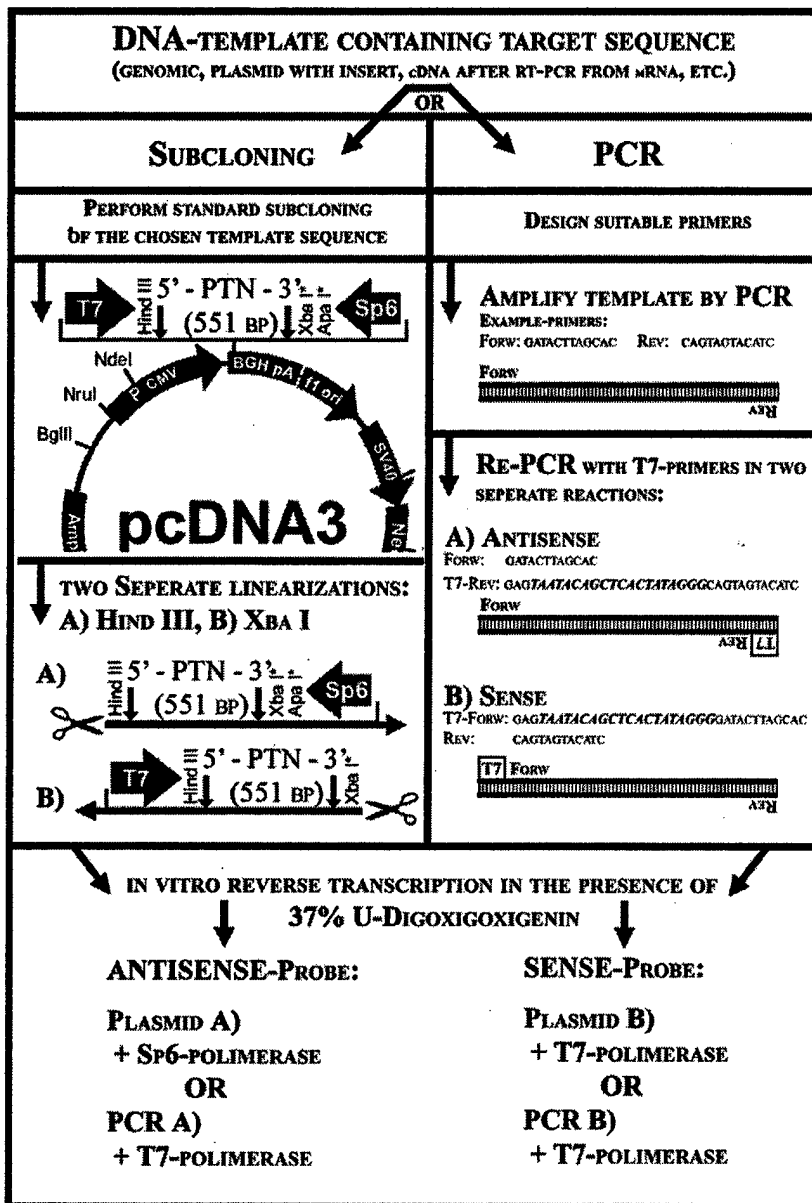 DNA-TEMPLATE CONTAINING TARGET SEQUENCE
(GENOMIC, PLASMID WITH INSERT, cDNA AFTER RT-PCR FROM mRNA, ETC.)
OR
SUBCLONING
PERFORM STANDARD SUBCLONING
OF THE CHOSEN TEMPLATE SEQUENCE
T7
Hind III
5' - PTN - 3'
(551 BP)
Xba I
Apa I
Sp6
NdeI
NruI
BglII
P CMV
BGH pA
f1 ori
SV40
Amp
Ne
pcDNA3
TWO SEPERATE LINEARIZATIONS:
A) HIND III, B) XBA I
A)
Hind III
5' - PTN - 3'
(551 BP)
Xba I
Apa I
Sp6
B)
T7
Hind III
5' - PTN - 3'
(551 BP)
Xba I
PCR
DESIGN SUITABLE PRIMERS
AMPLIFY TEMPLATE BY PCR
EXAMPLE-PRIMERS:
FORW: GATACTTAGCAC REV: CAGTAGTACATC
FORW
REV
RE-PCR WITH T7-PRIMERS IN TWO
SEPERATE REACTIONS:
A) ANTISENSE
FORW: GATACTTAGCAC
T7-REV: GAGTAATACAGCTCACTATAGGGCAGTAGTACATC
FORW
REV T7
B) SENSE
T7-FORW: GAGTAATACAGCTCACTATAGGGGATACTTAGCAC
REV: CAGTAGTACATC
T7 FORW
REV
IN VITRO REVERSE TRANSCRIPTION IN THE PRESENCE OF
37% U-DIGOXIGOXIGENIN
ANTISENSE-PROBE:
PLASMID A)
+ SP6-POLIMERASE
OR
PCR A)
+ T7-POLIMERASE
SENSE-PROBE:
PLASMID B)
+ T7-POLIMERASE
OR
PCR B)
+ T7-POLIMERASE